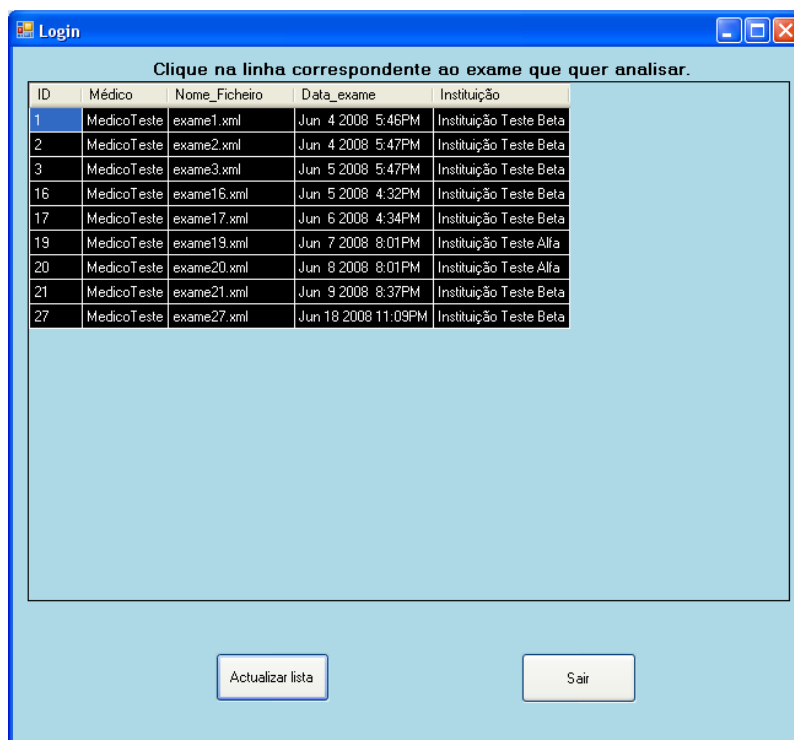 Login
Clique na linha correspondente ao exame que quer analisar.
ID Médico Nome_Ficheiro Data_exame Instituição
1 MedicoTeste exame1.xml Jun 4 2008 5:46PM Instituição Teste Beta
2 MedicoTeste exame2.xml Jun 4 2008 5:47PM Instituição Teste Beta
3 MedicoTeste exame3.xml Jun 5 2008 5:47PM Instituição Teste Beta
16 MedicoTeste exame16.xml Jun 5 2008 4:32PM Instituição Teste Beta
17 MedicoTeste exame17.xml Jun 6 2008 4:34PM Instituição Teste Beta
19 MedicoTeste exame19.xml Jun 7 2008 8:01PM Instituição Teste Alfa
20 MedicoTeste exame20.xml Jun 8 2008 8:01PM Instituição Teste Alfa
21 MedicoTeste exame21.xml Jun 9 2008 8:37PM Instituição Teste Beta
27 MedicoTeste exame27.xml Jun 18 2008 11:09PM Instituição Teste Beta
Actualizar lista Sair